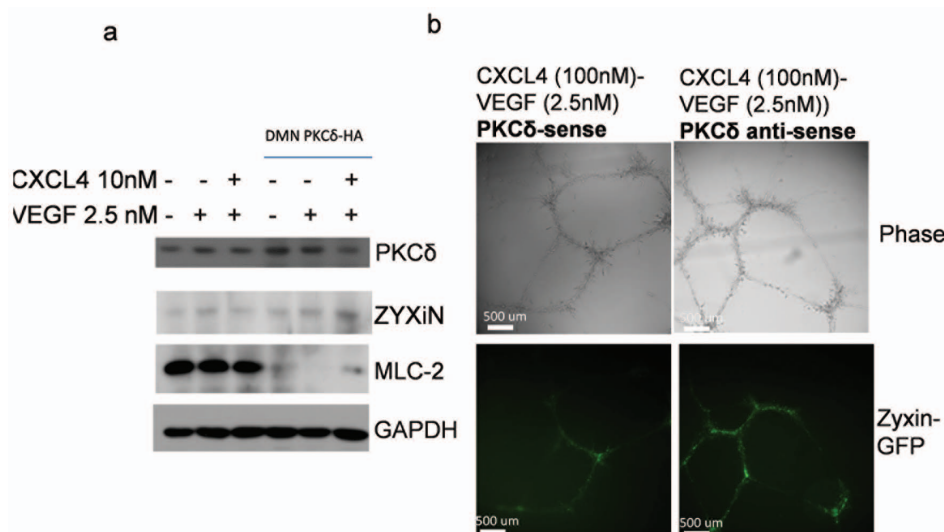 a
DMN PKCδ-HA
CXCL4 10nM - - + - - +
VEGF 2.5 nM - + + - + +
PKCδ
ZYXiN
MLC-2
GAPDH
b
CXCL4 (100nM)-
VEGF (2.5nM)
PKCδ-sense
CXCL4 (100nM)-
VEGF (2.5nM))
PKCδ anti-sense
Phase
500 um
500 um
Zyxin-
GFP
500 um
500 um